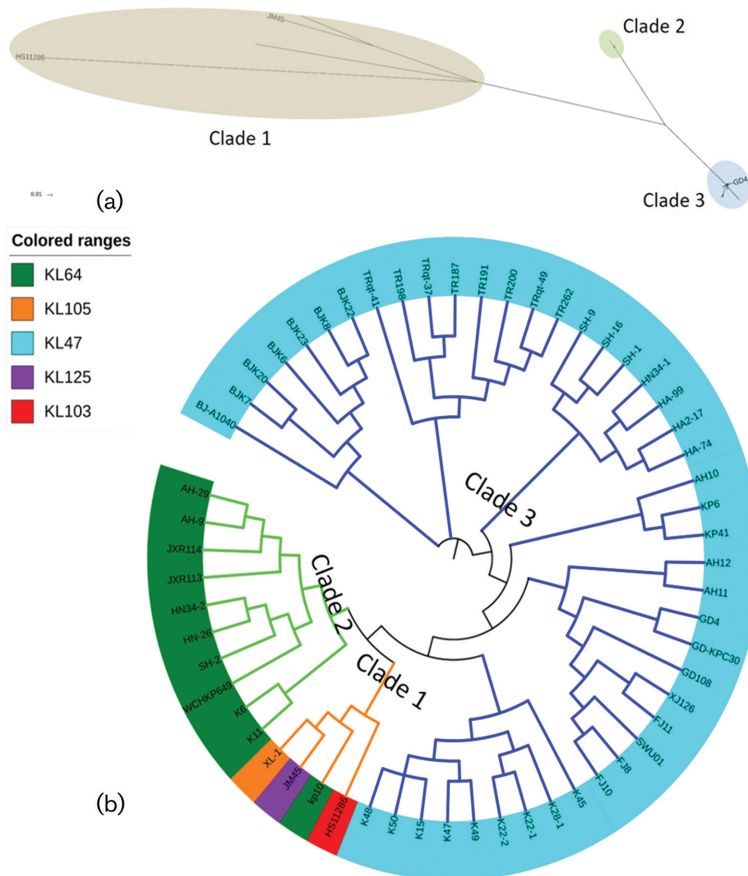 JM45
HS11286
Clade 1
Clade 2
GD4
Clade 3
0.01
(a)
Colored ranges
KL64
KL105
KL47
KL125
KL103
BJ-A1040
BJK7
BJK20
BJK6
BJK23
BJK8
BJK22
TRqt-41
TR198
TRqt-37
TR187
TR191
TR200
TRqt-49
TR262
SH-9
SH-16
SH-1
HN34-1
HA-99
HA2-17
HA-74
AH10
KP6
KP41
AH12
AH11
GD4
GD-KPC30
GD108
XJ126
FJ11
SWU01
FJ8
FJ10
K45
K28-1
K22-1
K22-2
K49
K47
K15
K50
K48
HS11286
kp10
JM45
XL-1
K11
K6
WCHKP649
SH-2
HN-26
HN34-2
JXR113
JXR114
AH-9
AH-29
Clade 3
Clade 2
Clade 1
(b)